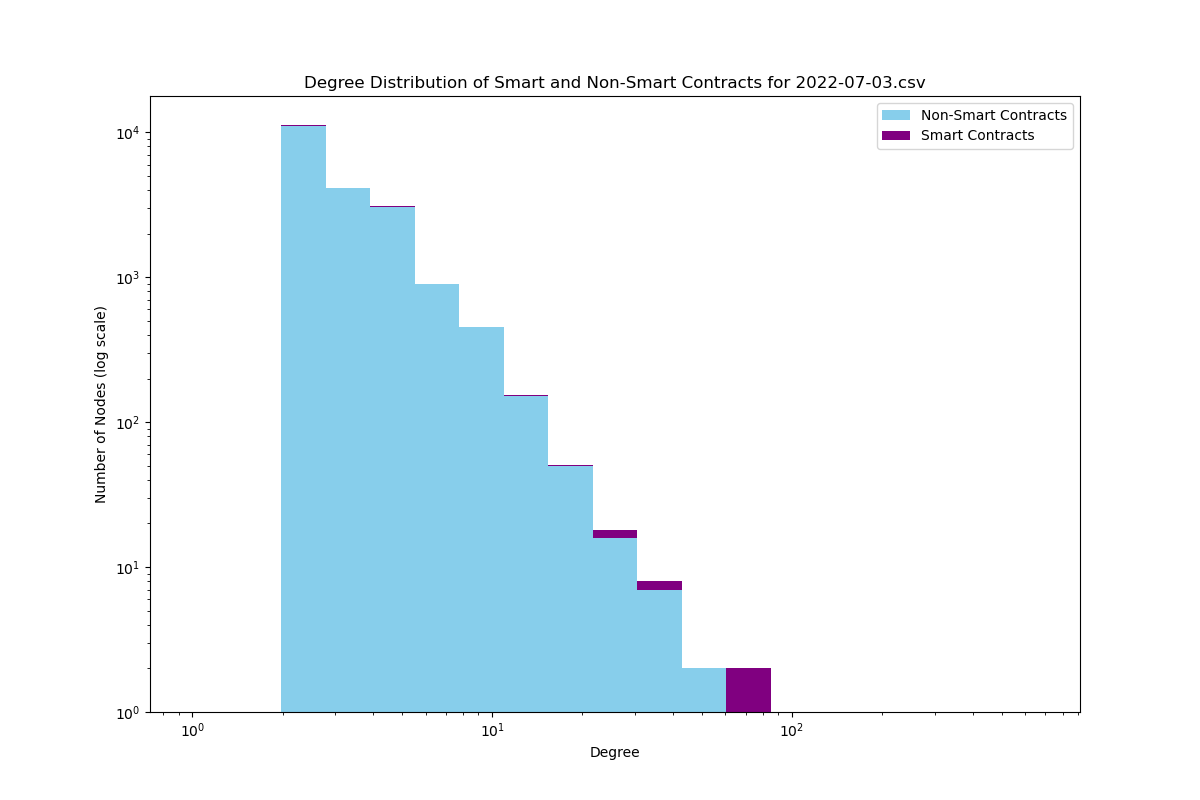 Degree Distribution of Smart and Non-Smart Contracts for 2022-07-03.csv
Non-Smart Contracts
Smart Contracts
Number of Nodes (log scale)
10⁴
10³
10²
10¹
10⁰
10⁰ 10¹ 10²
Degree